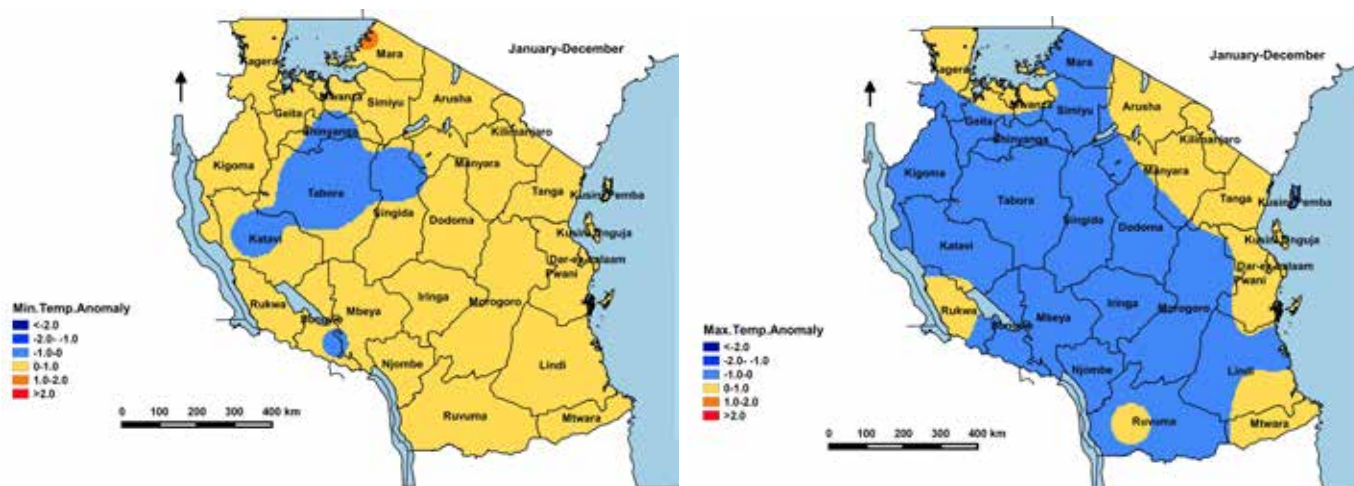 January-December
Mara
Kagera
Mwanza
Simiyu
Arusha
Geita
Shinyanga
Kilimanjaro
Kigoma
Manyara
Tanga
Tabora
Singida
Dodoma
Katavi
Kusini Pemba
Kusini Unguja
Dar-es-salaam
Pwani
Rukwa
Mbeya
Iringa
Morogoro
Njombe
Lindi
Ruvuma
Mtwara
Min.Temp.Anomaly
<-2.0
-2.0- -1.0
-1.0-0
0-1.0
1.0-2.0
>2.0
0 100 200 300 400 km
January-December
Mara
Kagera
Mwanza
Simiyu
Arusha
Geita
Shinyanga
Kilimanjaro
Kigoma
Manyara
Tanga
Tabora
Singida
Dodoma
Katavi
Kusini Pemba
Kusini Unguja
Dar-es-salaam
Pwani
Rukwa
Mbeya
Iringa
Morogoro
Njombe
Lindi
Ruvuma
Mtwara
Max.Temp.Anomaly
<-2.0
-2.0- -1.0
-1.0-0
0-1.0
1.0-2.0
>2.0
0 100 200 300 400 km